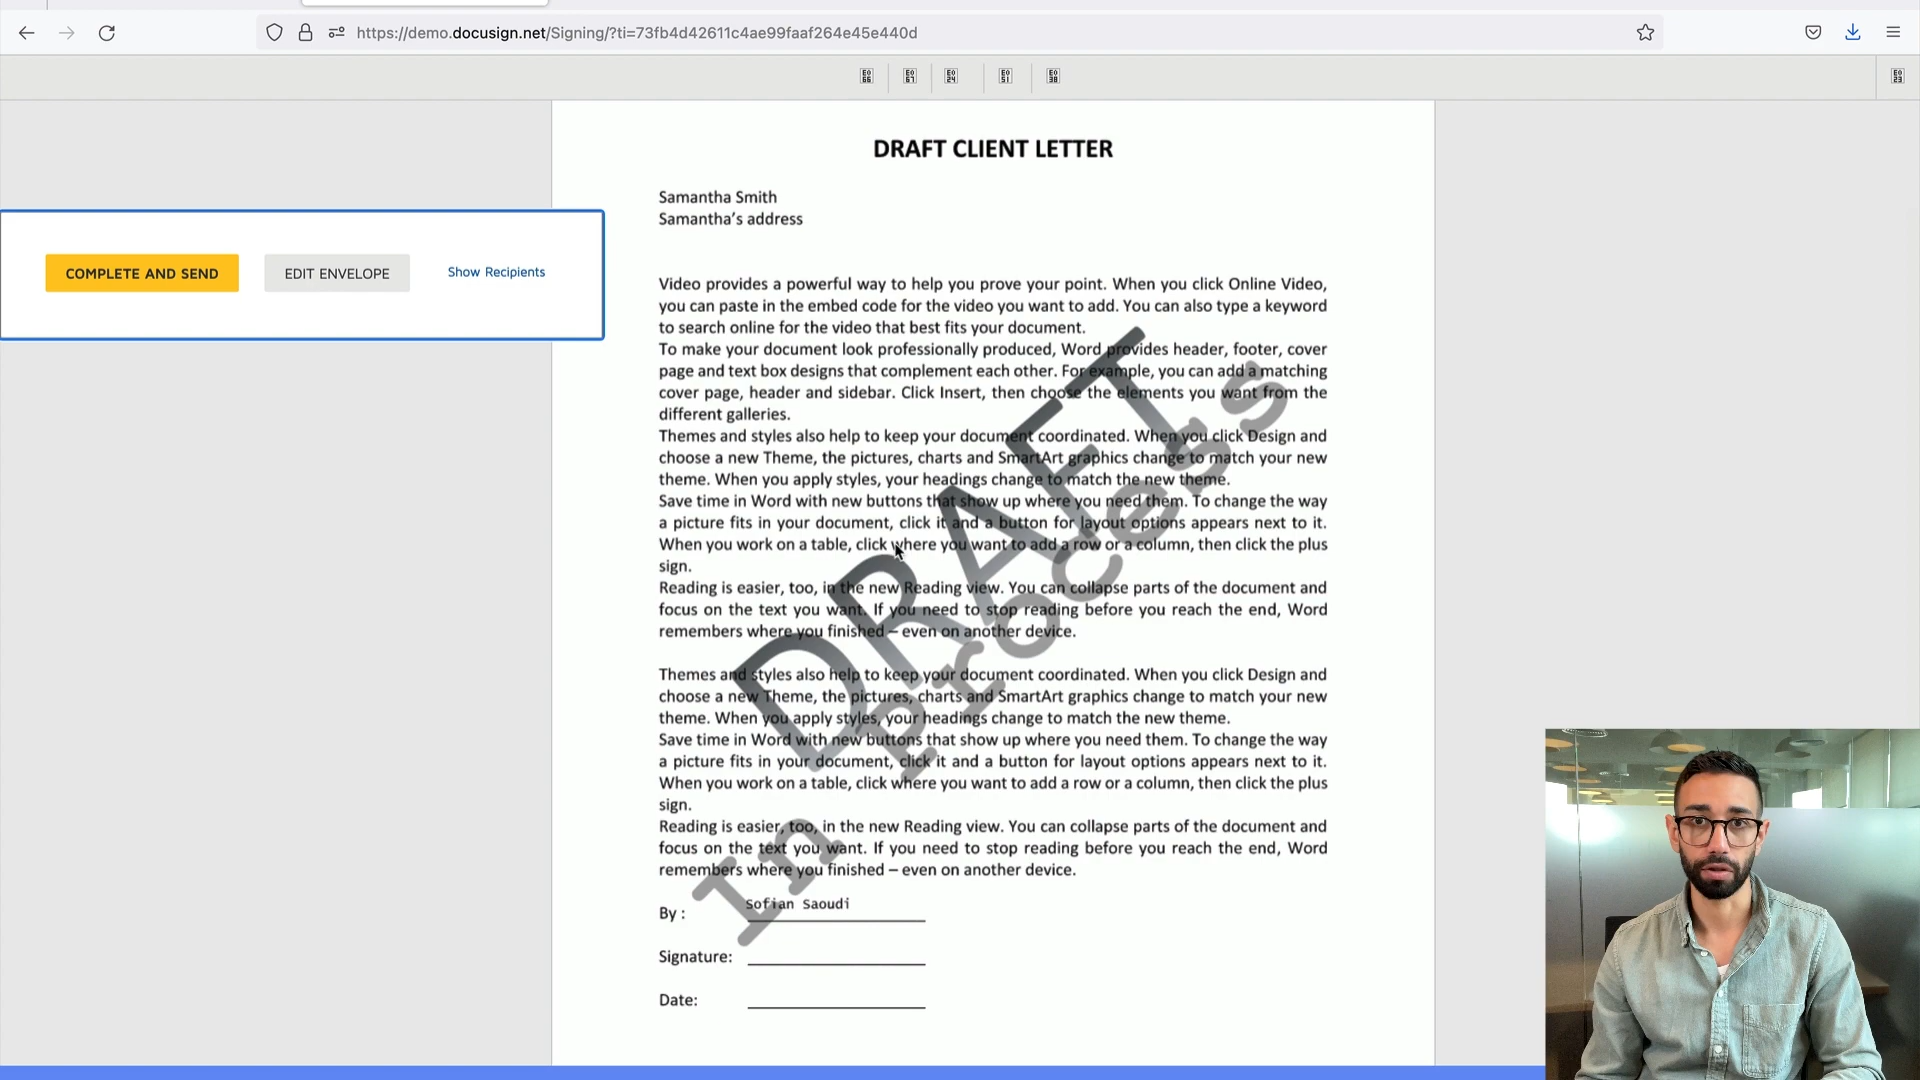 https://demo.docusign.net/Signing/?ti=73fb4d42611c4ae99faaf264e45e440d
DRAFT CLIENT LETTER
Samantha Smith
Samantha's address
COMPLETE AND SEND
EDIT ENVELOPE
Show Recipients
Video provides a powerful way to help you prove your point. When you click Online Video,
you can paste in the embed code for the video you want to add. You can also type a keyword
to search online for the video that best fits your document.
To make your document look professionally produced, Word provides header, footer, cover
page and text box designs that complement each other. For example, you can add a matching
cover page, header and sidebar. Click Insert, then choose the elements you want from the
different galleries.
Themes and styles also help to keep your document coordinated. When you click Design and
choose a new Theme, the pictures, charts and SmartArt graphics change to match your new
theme. When you apply styles, your headings change to match the new theme.
Save time in Word with new buttons that show up where you need them. To change the way
a picture fits in your document, click it and a button for layout options appears next to it.
When you work on a table, click where you want to add a row or a column, then click the plus
sign.
Reading is easier, too, in the new Reading view. You can collapse parts of the document and
focus on the text you want. If you need to stop reading before you reach the end, Word
remembers where you finished – even on another device.
Themes and styles also help to keep your document coordinated. When you click Design and
choose a new Theme, the pictures, charts and SmartArt graphics change to match your new
theme. When you apply styles, your headings change to match the new theme.
Save time in Word with new buttons that show up where you need them. To change the way
a picture fits in your document, click it and a button for layout options appears next to it.
When you work on a table, click where you want to add a row or a column, then click the plus
sign.
Reading is easier, too, in the new Reading view. You can collapse parts of the document and
focus on the text you want. If you need to stop reading before you reach the end, Word
remembers where you finished – even on another device.
By : Sofian Saoudi
Signature:
Date:
DRAFT
In Process